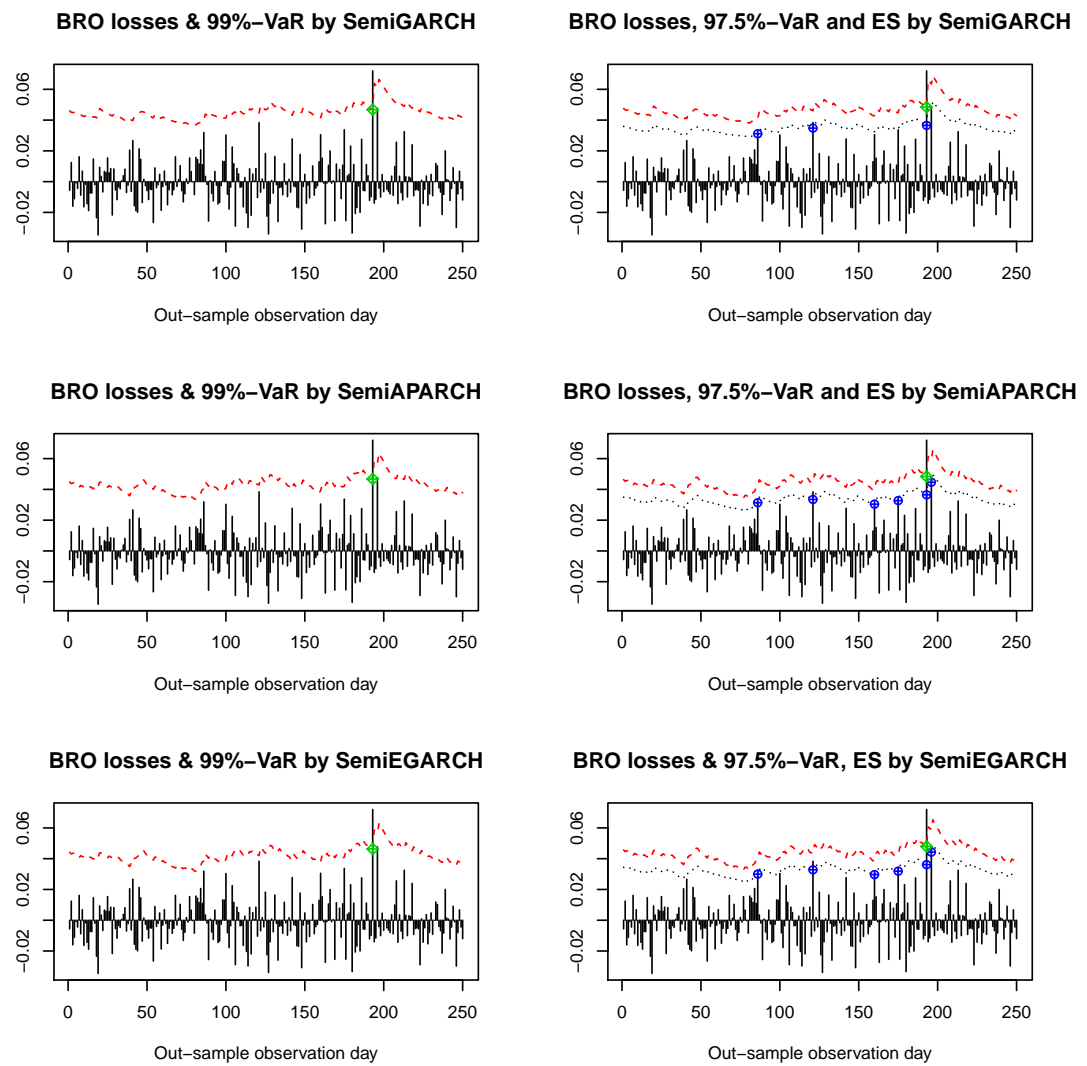 BRO losses & 99%−VaR by SemiGARCH
−0.02 0.02 0.06
0 50 100 150 200 250
Out−sample observation day
BRO losses, 97.5%−VaR and ES by SemiGARCH
−0.02 0.02 0.06
0 50 100 150 200 250
Out−sample observation day
BRO losses & 99%−VaR by SemiAPARCH
−0.02 0.02 0.06
0 50 100 150 200 250
Out−sample observation day
BRO losses, 97.5%−VaR and ES by SemiAPARCH
−0.02 0.02 0.06
0 50 100 150 200 250
Out−sample observation day
BRO losses & 99%−VaR by SemiEGARCH
−0.02 0.02 0.06
0 50 100 150 200 250
Out−sample observation day
BRO losses & 97.5%−VaR, ES by SemiEGARCH
−0.02 0.02 0.06
0 50 100 150 200 250
Out−sample observation day